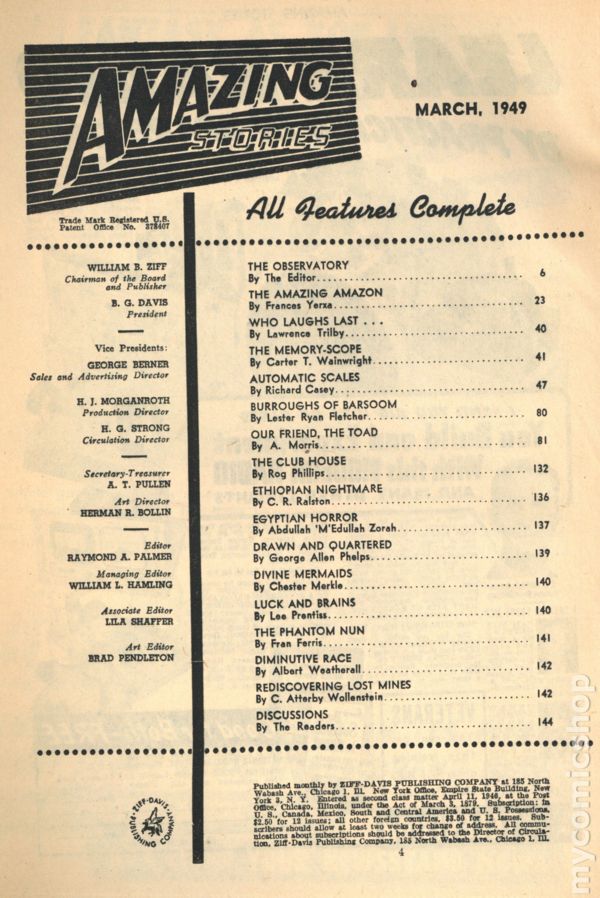 AMAZING
STORIES
MARCH, 1949
Trade Mark Registered U.S.
Patent Office No. 378407
All Features Complete
WILLIAM B. ZIFF
Chairman of the Board
and Publisher
B. G. DAVIS
President
Vice Presidents:
GEORGE BERNER
Sales and Advertising Director
H. J. MORGANROTH
Production Director
H. G. STRONG
Circulation Director
Secretary-Treasurer
A. T. PULLEN
Art Director
HERMAN R. BOLLIN
Editor
RAYMOND A. PALMER
Managing Editor
WILLIAM L. HAMLING
Associate Editor
LILA SHAFFER
Art Editor
BRAD PENDLETON
THE OBSERVATORY
By The Editor 6
THE AMAZING AMAZON
By Frances Yerxa 23
WHO LAUGHS LAST . . .
By Lawrence Trilby 40
THE MEMORY-SCOPE
By Carter T. Wainwright 41
AUTOMATIC SCALES
By Richard Casey 47
BURROUGHS OF BARSOOM
By Lester Ryan Fletcher 80
OUR FRIEND, THE TOAD
By A. Morris 81
THE CLUB HOUSE
By Rog Phillips 132
ETHIOPIAN NIGHTMARE
By C. R. Ralston 136
EGYPTIAN HORROR
By Abdullah 'M'Edullah Zorah 137
DRAWN AND QUARTERED
By George Allen Phelps 139
DIVINE MERMAIDS
By Chester Merkle 140
LUCK AND BRAINS
By Lee Prentiss 140
THE PHANTOM NUN
By Fran Ferris 141
DIMINUTIVE RACE
By Albert Weatherall 142
REDISCOVERING LOST MINES
By C. Atterby Wollenstein 142
DISCUSSIONS
By The Readers 144
ZIFF-DAVIS
PUBLISHING COMPANY
Published monthly by ZIFF-DAVIS PUBLISHING COMPANY at 185 North
Wabash Ave., Chicago 1, Ill. New York Office, Empire State Building, New
York 3, N. Y. Entered as second class matter April 11, 1946, at the Post
Office, Chicago, Illinois, under the Act of March 3, 1879. Subscription: In
U. S., Canada, Mexico, South and Central America and U. S. Possessions,
$2.50 for 12 issues; all other foreign countries, $3.50 for 12 issues. Sub-
scribers should allow at least two weeks for change of address. All commu-
nications about subscriptions should be addressed to the Director of Circula-
tion, Ziff-Davis Publishing Company, 185 North Wabash Ave., Chicago 1, Ill.
4
mycomicshop